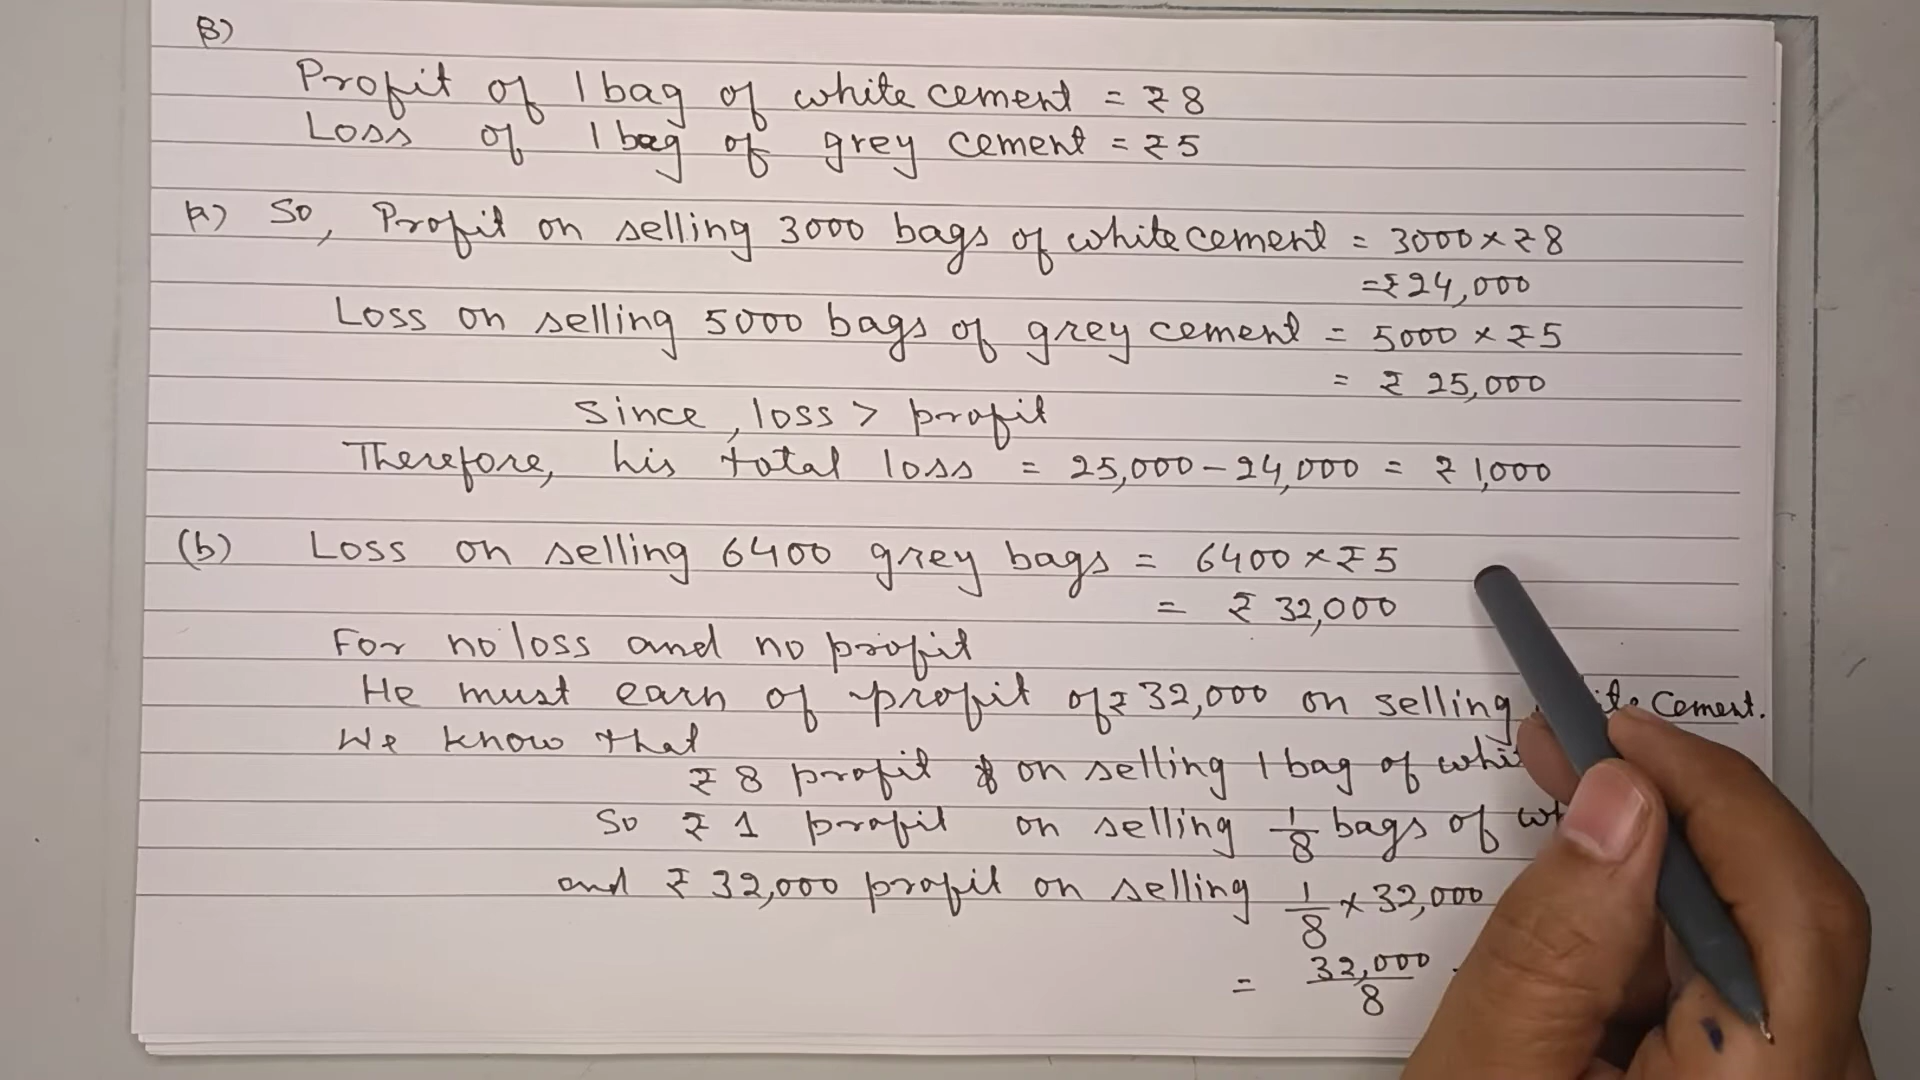 B)
Profit of 1 bag of white cement = ₹8
Loss of 1 bag of grey cement = ₹5
a) So, Profit on selling 3000 bags of white cement = 3000×₹8
=₹24,000
Loss on selling 5000 bags of grey cement = 5000 × ₹5
= ₹ 25,000
Since, loss > profit
Therefore, his total loss = 25,000 – 24,000 = ₹ 1,000
(b) Loss on selling 6400 grey bags = 6400 × ₹5
= ₹ 32,000
For no loss and no profit
He must earn of profit of ₹ 32,000 on selling Cement.
We know that
₹ 8 profit on selling 1 bag of
So ₹ 1 profit on selling 1/8 bags of
and ₹ 32,000 profit on selling 1/8 × 32,000
= 32,000/8